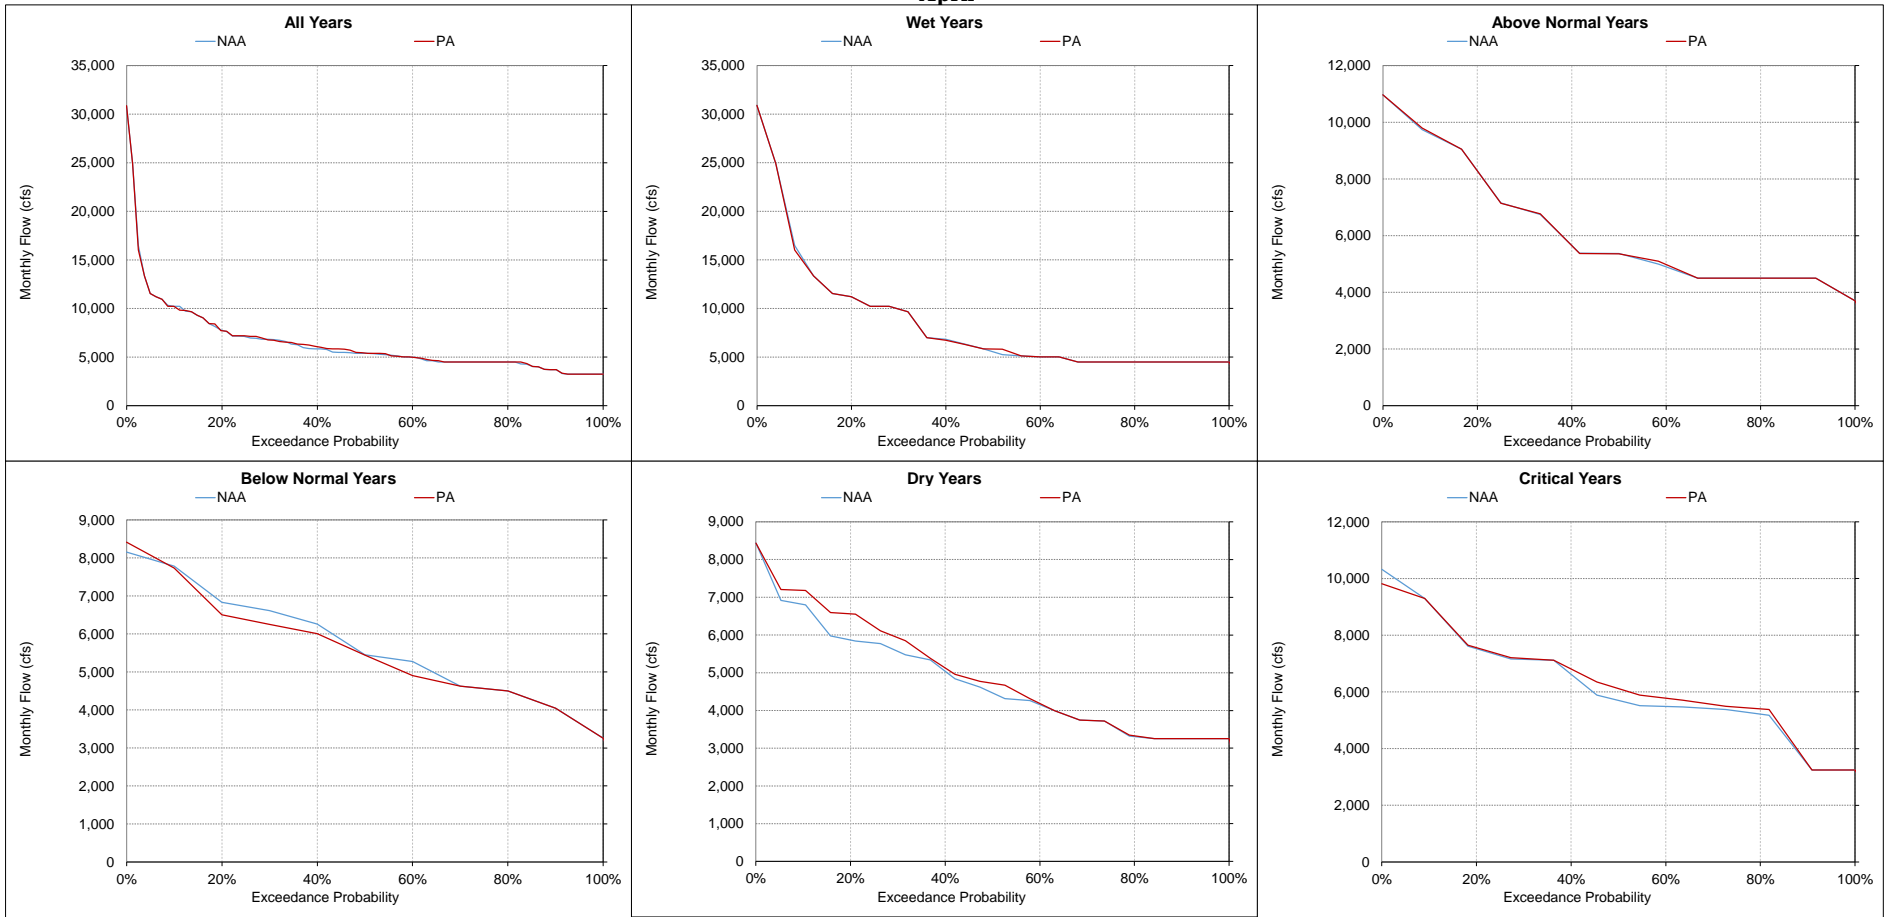 All Years
NAA PA
35,000
30,000
25,000
20,000
15,000
10,000
5,000
0
Monthly Flow (cfs)
0% 20% 40% 60% 80% 100%
Exceedance Probability
Wet Years
NAA PA
35,000
30,000
25,000
20,000
15,000
10,000
5,000
0
Monthly Flow (cfs)
0% 20% 40% 60% 80% 100%
Exceedance Probability
Above Normal Years
NAA PA
12,000
10,000
8,000
6,000
4,000
2,000
0
Monthly Flow (cfs)
0% 20% 40% 60% 80% 100%
Exceedance Probability
Below Normal Years
NAA PA
9,000
8,000
7,000
6,000
5,000
4,000
3,000
2,000
1,000
0
Monthly Flow (cfs)
0% 20% 40% 60% 80% 100%
Exceedance Probability
Dry Years
NAA PA
9,000
8,000
7,000
6,000
5,000
4,000
3,000
2,000
1,000
0
Monthly Flow (cfs)
0% 20% 40% 60% 80% 100%
Exceedance Probability
Critical Years
NAA PA
12,000
10,000
8,000
6,000
4,000
2,000
0
Monthly Flow (cfs)
0% 20% 40% 60% 80% 100%
Exceedance Probability